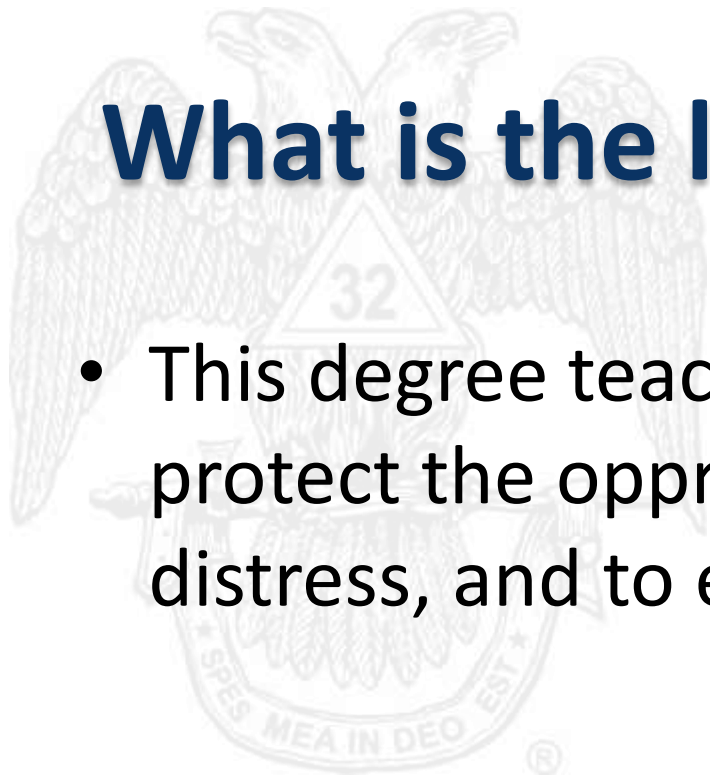 What is the l
32
• This degree teac
protect the oppr
distress, and to e
SPES MEA IN DEO EST
®